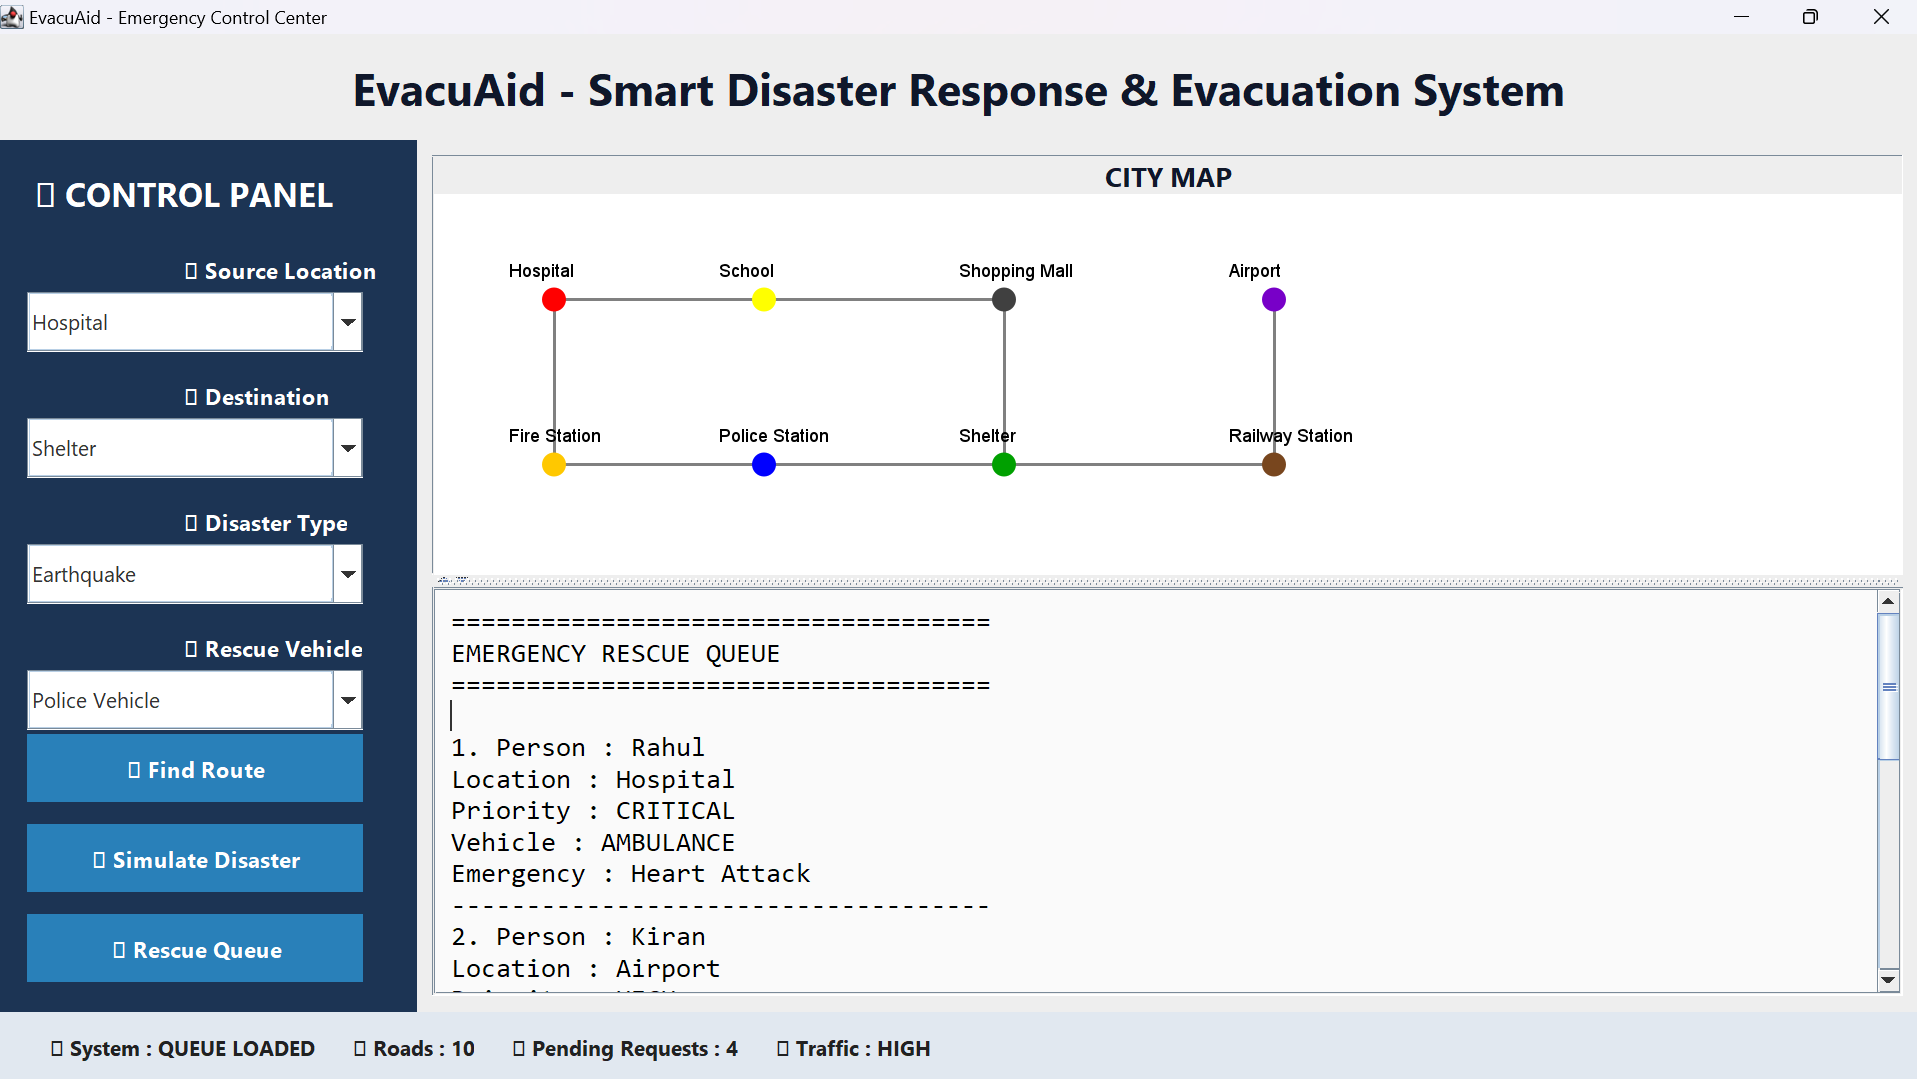 EvacuAid - Emergency Control Center
EvacuAid - Smart Disaster Response & Evacuation System
CONTROL PANEL
Source Location
Hospital
Destination
Shelter
Disaster Type
Earthquake
Rescue Vehicle
Police Vehicle
Find Route
Simulate Disaster
Rescue Queue
CITY MAP
Hospital
School
Shopping Mall
Airport
Fire Station
Police Station
Shelter
Railway Station
====================================
EMERGENCY RESCUE QUEUE
====================================
1. Person : Rahul
Location : Hospital
Priority : CRITICAL
Vehicle : AMBULANCE
Emergency : Heart Attack
------------------------------------
2. Person : Kiran
Location : Airport
System : QUEUE LOADED
Roads : 10
Pending Requests : 4
Traffic : HIGH